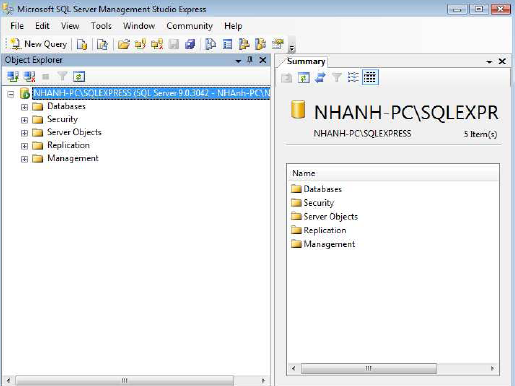 Microsoft SQL Server Management Studio Express
File Edit View Tools Window Community Help
New Query
Object Explorer
NHANH-PC\SQLEXPRESS (SQL Server 9.0.3042 - NHAnh-PC\N
Databases
Security
Server Objects
Replication
Management
Summary
NHANH-PC\SQLEXPR
NHANH-PC\SQLEXPRESS 5 Item(s)
Name
Databases
Security
Server Objects
Replication
Management